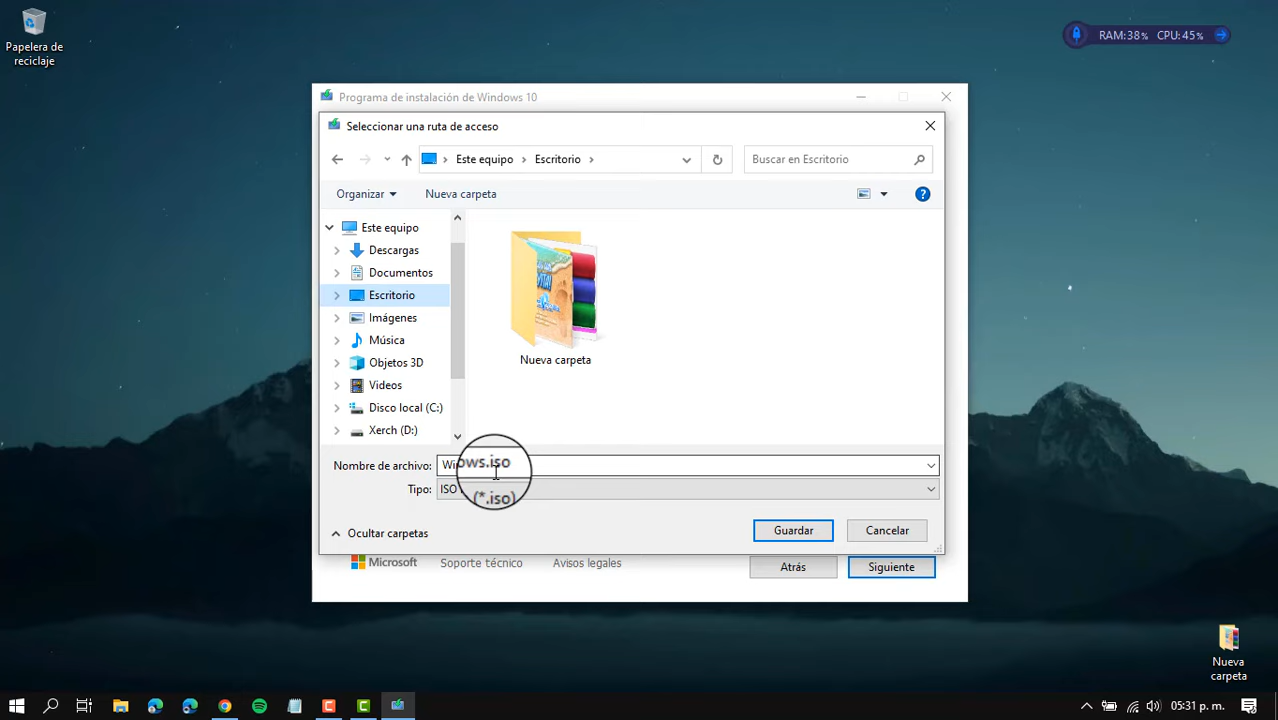 Papelera de
reciclaje
RAM:38% CPU:45%
Programa de instalación de Windows 10
Seleccionar una ruta de acceso
Este equipo > Escritorio >
Buscar en Escritorio
Organizar Nueva carpeta
Este equipo
Descargas
Documentos
Escritorio
Imágenes
Música
Objetos 3D
Videos
Disco local (C:)
Xerch (D:)
Nueva carpeta
Nombre de archivo:
Tipo: ISO (*.iso)
Ocultar carpetas
Guardar
Cancelar
Microsoft Soporte técnico Avisos legales
Atrás
Siguiente
Nueva
carpeta
05:31 p. m.